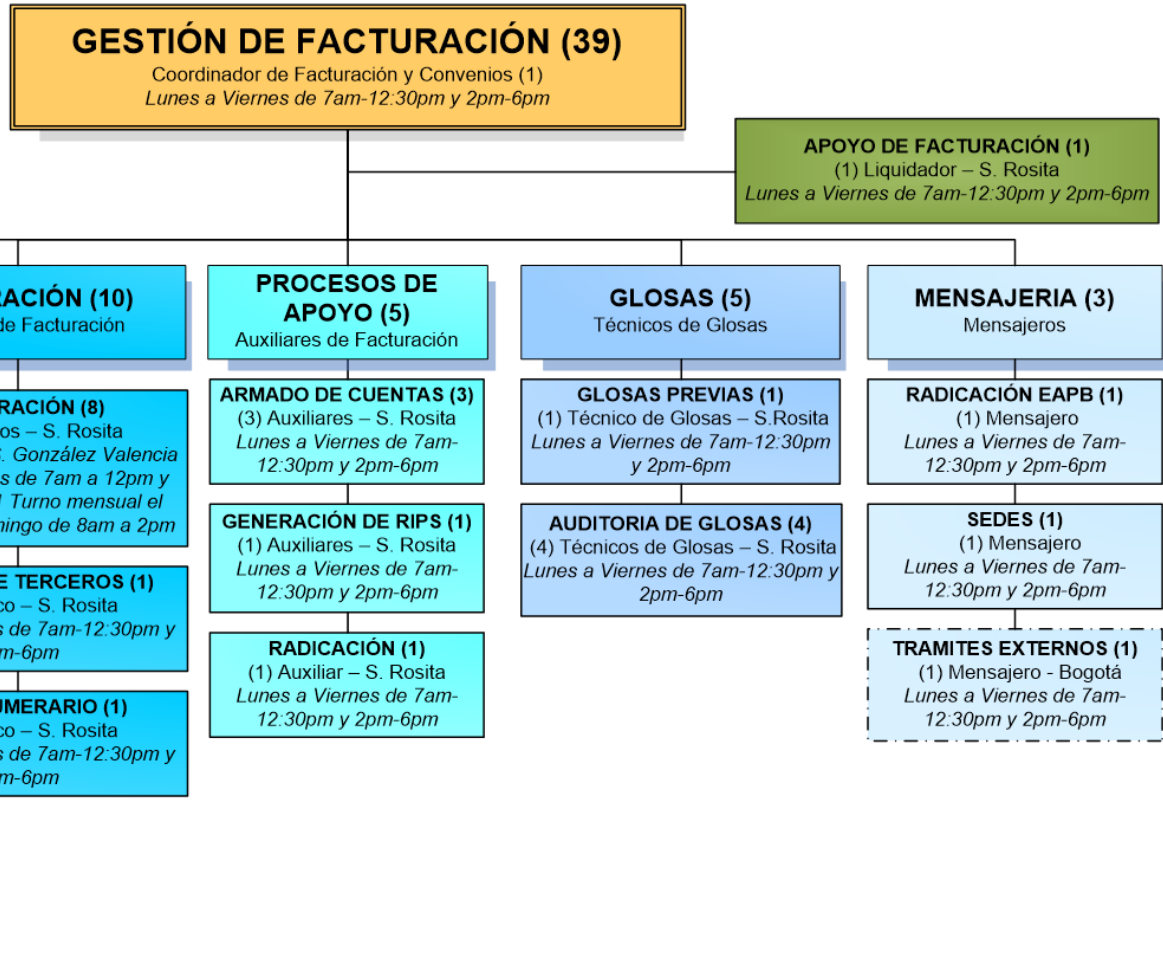 GESTIÓN DE FACTURACIÓN (39)
Coordinador de Facturación y Convenios (1)
Lunes a Viernes de 7am-12:30pm y 2pm-6pm
APOYO DE FACTURACIÓN (1)
(1) Liquidador – S. Rosita
Lunes a Viernes de 7am-12:30pm y 2pm-6pm
RACIÓN (10)
de Facturación
RACIÓN (8)
os – S. Rosita
S. González Valencia
s de 7am a 12pm y
Turno mensual el
ingo de 8am a 2pm
E TERCEROS (1)
co – S. Rosita
s de 7am-12:30pm y
m-6pm
UMERARIO (1)
co – S. Rosita
s de 7am-12:30pm y
m-6pm
PROCESOS DE
APOYO (5)
Auxiliares de Facturación
ARMADO DE CUENTAS (3)
(3) Auxiliares – S. Rosita
Lunes a Viernes de 7am-
12:30pm y 2pm-6pm
GENERACIÓN DE RIPS (1)
(1) Auxiliares – S. Rosita
Lunes a Viernes de 7am-
12:30pm y 2pm-6pm
RADICACIÓN (1)
(1) Auxiliar – S. Rosita
Lunes a Viernes de 7am-
12:30pm y 2pm-6pm
GLOSAS (5)
Técnicos de Glosas
GLOSAS PREVIAS (1)
(1) Técnico de Glosas – S.Rosita
Lunes a Viernes de 7am-12:30pm
y 2pm-6pm
AUDITORIA DE GLOSAS (4)
(4) Técnicos de Glosas – S. Rosita
Lunes a Viernes de 7am-12:30pm y
2pm-6pm
MENSAJERIA (3)
Mensajeros
RADICACIÓN EAPB (1)
(1) Mensajero
Lunes a Viernes de 7am-
12:30pm y 2pm-6pm
SEDES (1)
(1) Mensajero
Lunes a Viernes de 7am-
12:30pm y 2pm-6pm
TRAMITES EXTERNOS (1)
(1) Mensajero - Bogotá
Lunes a Viernes de 7am-
12:30pm y 2pm-6pm